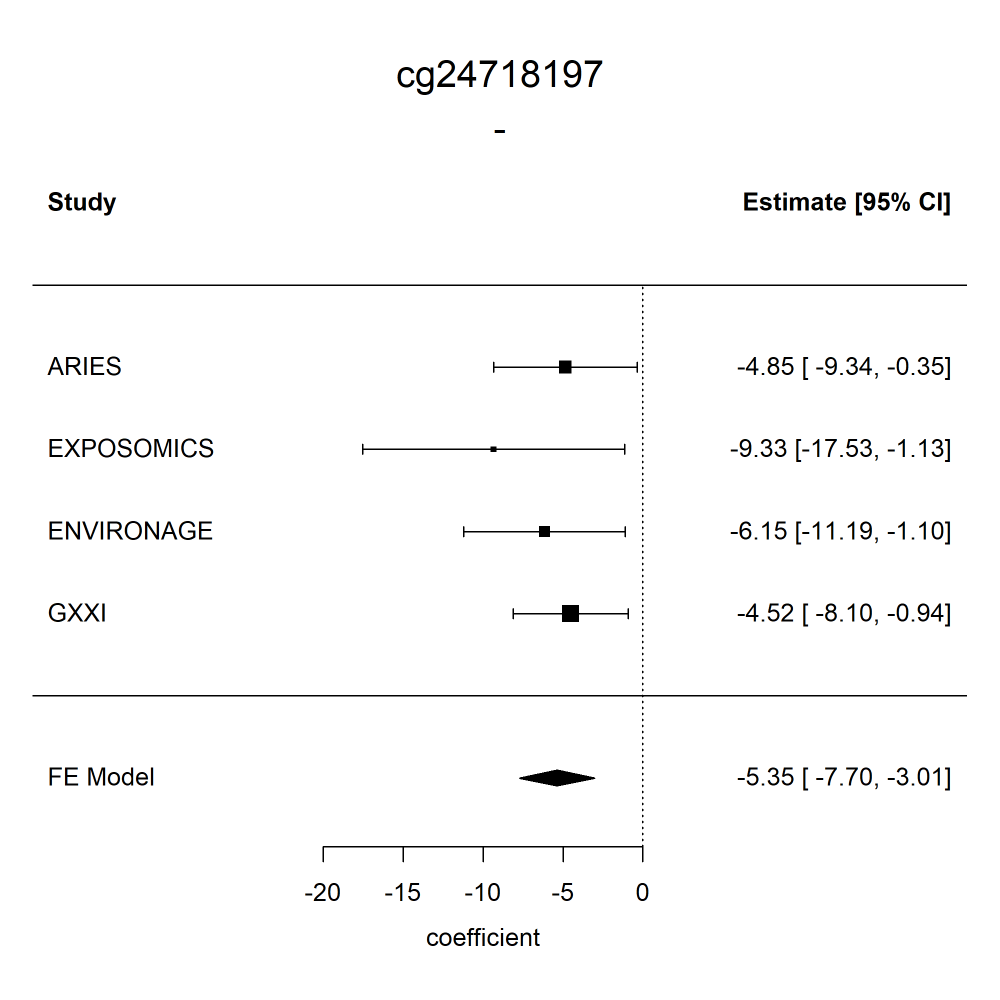 cg24718197
-
Study Estimate [95% CI]
ARIES -4.85 [ -9.34, -0.35]
EXPOSOMICS -9.33 [-17.53, -1.13]
ENVIRONAGE -6.15 [-11.19, -1.10]
GXXI -4.52 [ -8.10, -0.94]
FE Model -5.35 [ -7.70, -3.01]
-20 -15 -10 -5 0
coefficient